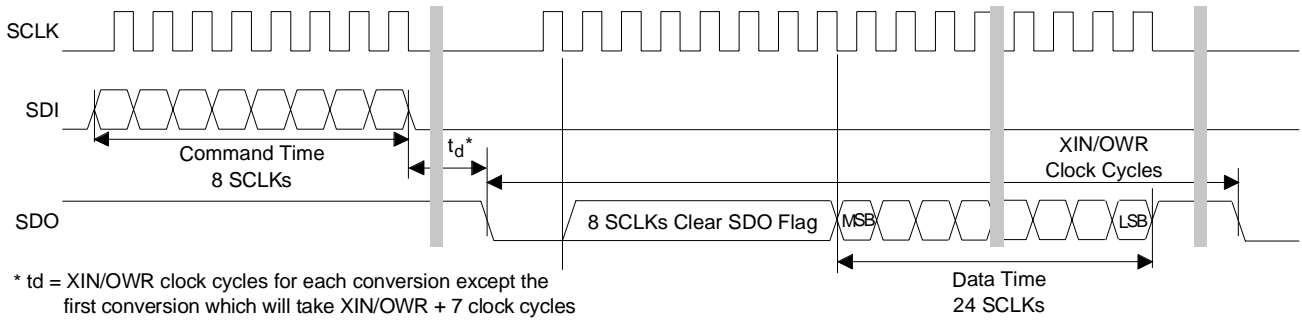 SCLK
SDI
Command Time
8 SCLKs
t_d*
XIN/OWR
Clock Cycles
SDO
8 SCLKs Clear SDO Flag
MSB
LSB
Data Time
24 SCLKs
* td = XIN/OWR clock cycles for each conversion except the
first conversion which will take XIN/OWR + 7 clock cycles